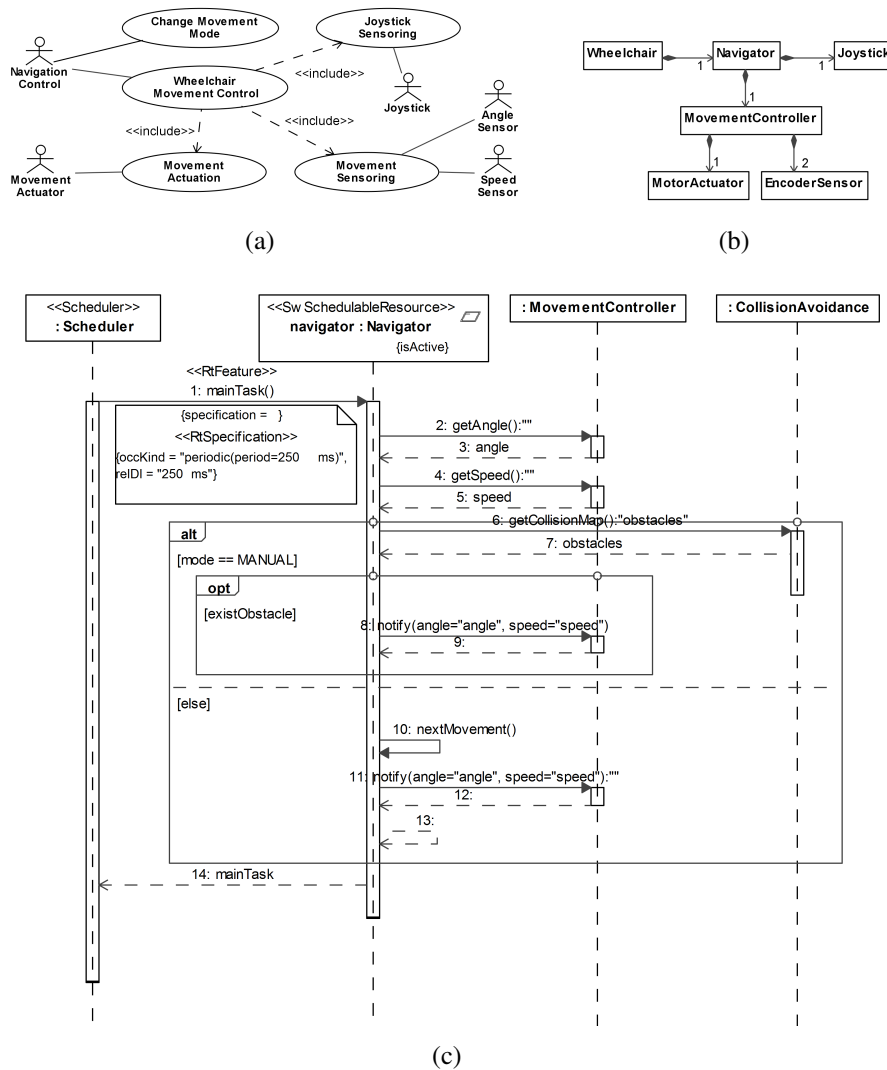 Change Movement
Mode
Joystick
Sensoring
Navigation
Control
Wheelchair
Movement Control
<<include>>
Joystick
<<include>>
<<include>>
Angle
Sensor
Movement
Actuator
Movement
Actuation
Movement
Sensoring
Speed
Sensor
(a)
Wheelchair
1
Navigator
1
Joystick
1
MovementController
1
2
MotorActuator
EncoderSensor
(b)
<<Scheduler>>
: Scheduler
<<SwSchedulableResource>>
navigator : Navigator
{isActive}
: MovementController
: CollisionAvoidance
<<RtFeature>>
1: mainTask()
{specification = }
<<RtSpecification>>
{occKind = "periodic(period=250 ms)",
relDl = "250 ms"}
2: getAngle():""
3: angle
4: getSpeed():""
5: speed
6: getCollisionMap():"obstacles"
7: obstacles
alt
[mode == MANUAL]
opt
[existObstacle]
8: notify(angle="angle", speed="speed")
9:
[else]
10: nextMovement()
11: notify(angle="angle", speed="speed"):""
12:
13:
14: mainTask
(c)